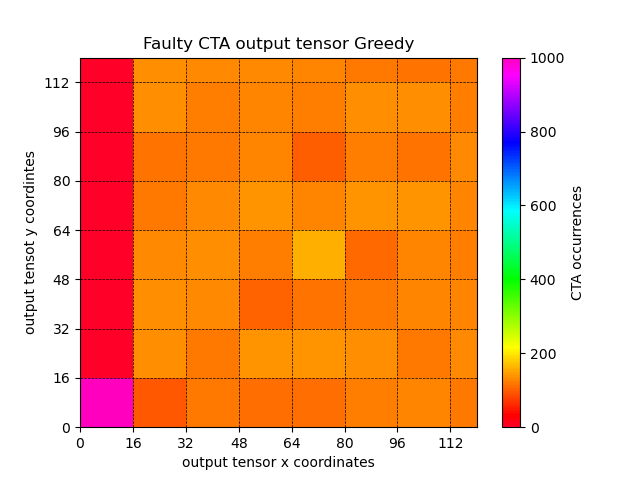 Faulty CTA output tensor Greedy
112
96
80
64
48
32
16
0
output tensot y coordintes
0 16 32 48 64 80 96 112
output tensor x coordinates
1000
800
600
400
200
0
CTA occurrences